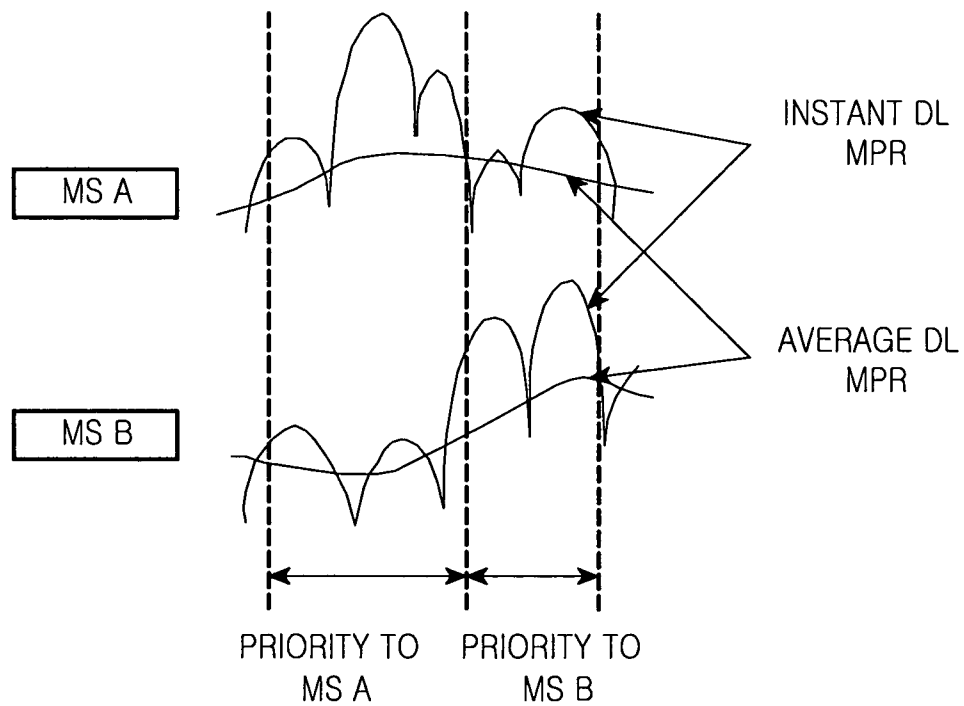 INSTANT DL
MPR
MS A
AVERAGE DL
MPR
MS B
PRIORITY TO
MS A
PRIORITY TO
MS B